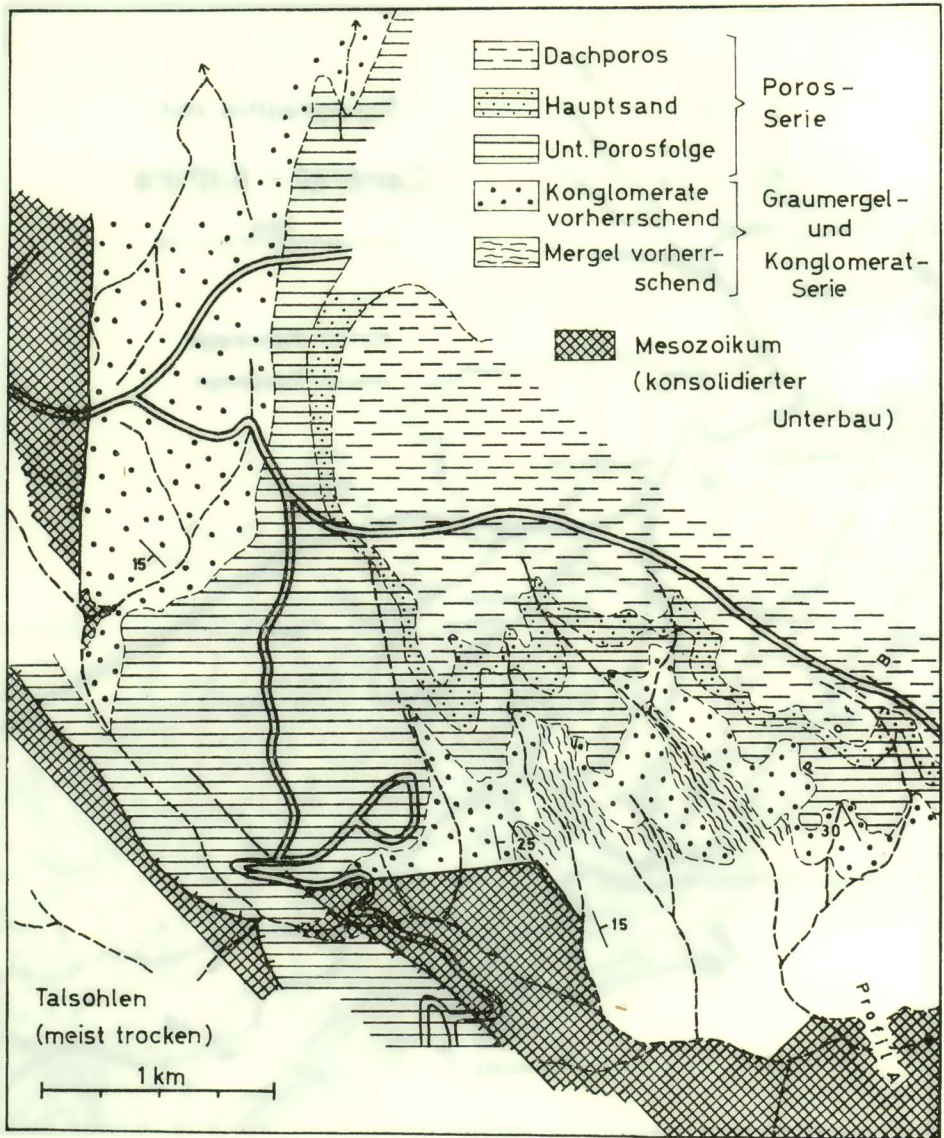 Dachporos
Hauptsand
Unt. Porosfolge
Poros-
Serie
Konglomerate
vorherrschend
Mergel vorherr-
schend
Graumergel-
und
Konglomerat-
Serie
Mesozoikum
(konsolidierter
Unterbau)
15
B
30
25
15
Profil A
Talsohlen
(meist trocken)
1 km